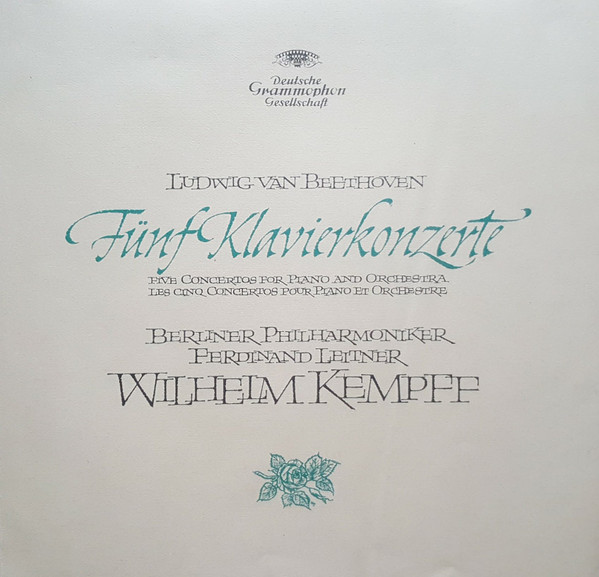 Deutsche
Grammophon
Gesellschaft
LUDWIG VAN BEETHOVEN
Fünf Klavierkonzerte
FIVE CONCERTOS FOR PIANO AND ORCHESTRA
LES CINQ CONCERTOS POUR PIANO ET ORCHESTRE
BERLINER PHILHARMONIKER
FERDINAND LEITNER
WILHELM KEMPFF